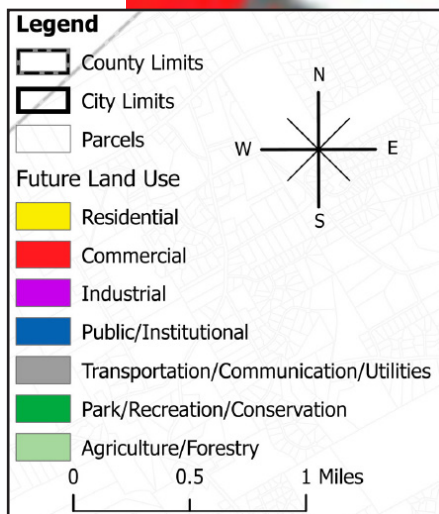 Legend
County Limits
City Limits
Parcels
Future Land Use
Residential
Commercial
Industrial
Public/Institutional
Transportation/Communication/Utilities
Park/Recreation/Conservation
Agriculture/Forestry
0 0.5 1 Miles
N
W E
S